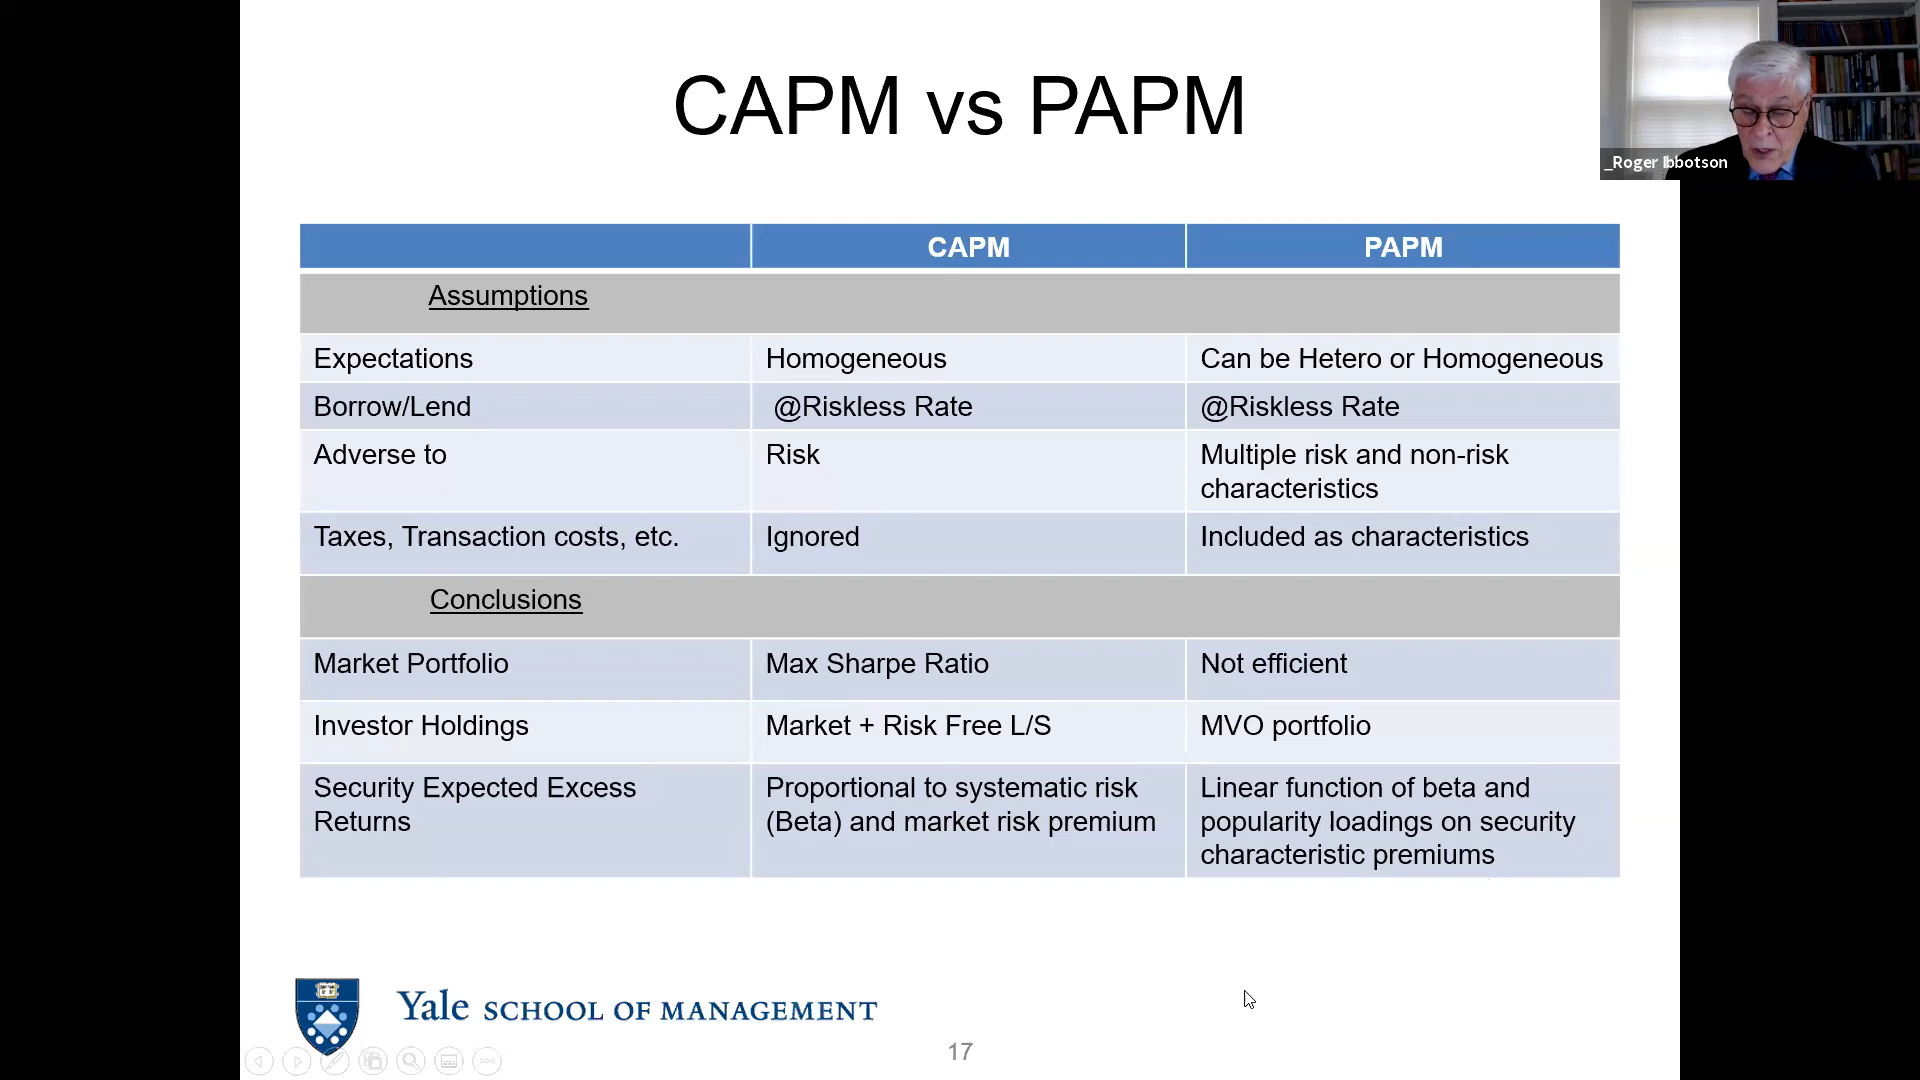 CAPM vs PAPM
_Roger Ibbotson
CAPM PAPM
Assumptions
Expectations Homogeneous Can be Hetero or Homogeneous
Borrow/Lend @Riskless Rate @Riskless Rate
Adverse to Risk Multiple risk and non-risk
characteristics
Taxes, Transaction costs, etc. Ignored Included as characteristics
Conclusions
Market Portfolio Max Sharpe Ratio Not efficient
Investor Holdings Market + Risk Free L/S MVO portfolio
Security Expected Excess Proportional to systematic risk Linear function of beta and
Returns (Beta) and market risk premium popularity loadings on security
characteristic premiums
Yale SCHOOL OF MANAGEMENT
17